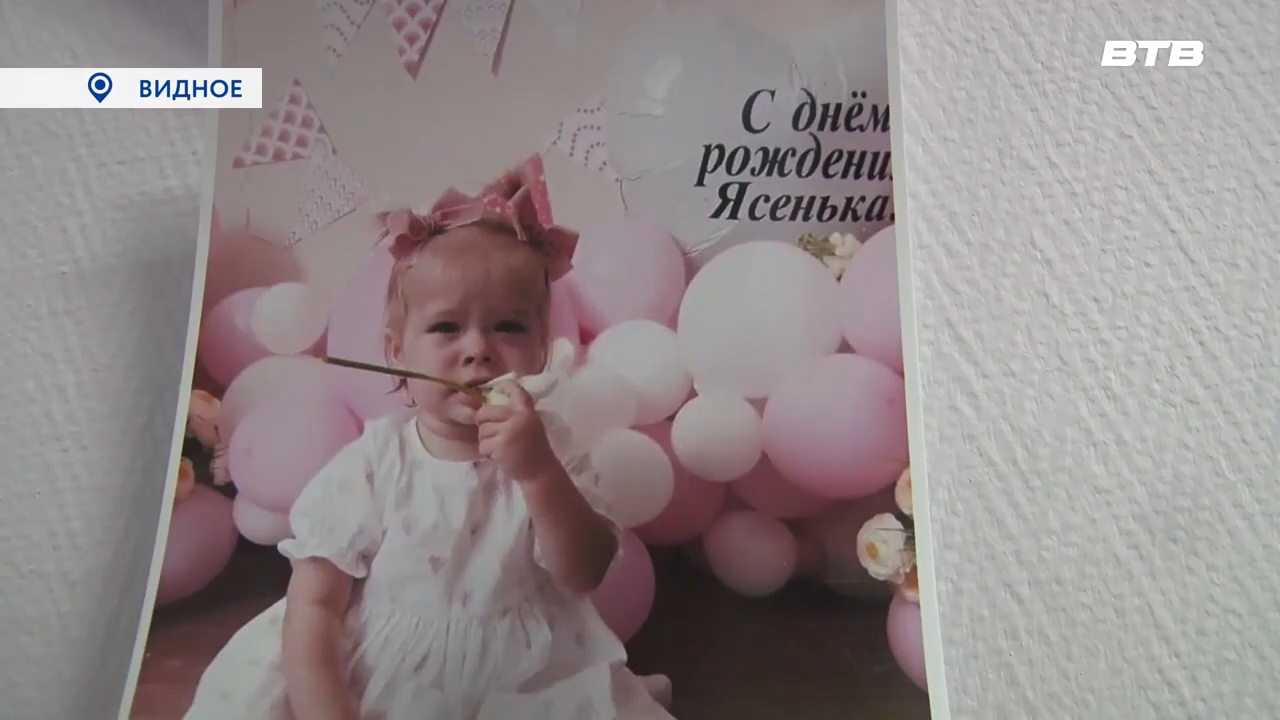 ВИДНОЕ
ВТВ
С днём
рождени
Ясенька